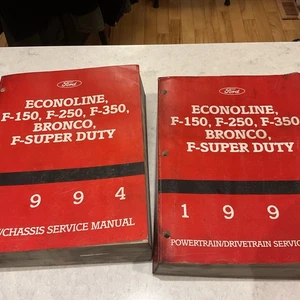 Ford
ECONOLINE,
F-150, F-250, F-350,
BRONCO,
F-SUPER DUTY
9 9 4
/CHASSIS SERVICE MANUAL
Ford
ECONOLINE,
F-150, F-250, F-350,
BRONCO,
F-SUPER DUTY
1 9 9
POWERTRAIN/DRIVETRAIN SERVIC